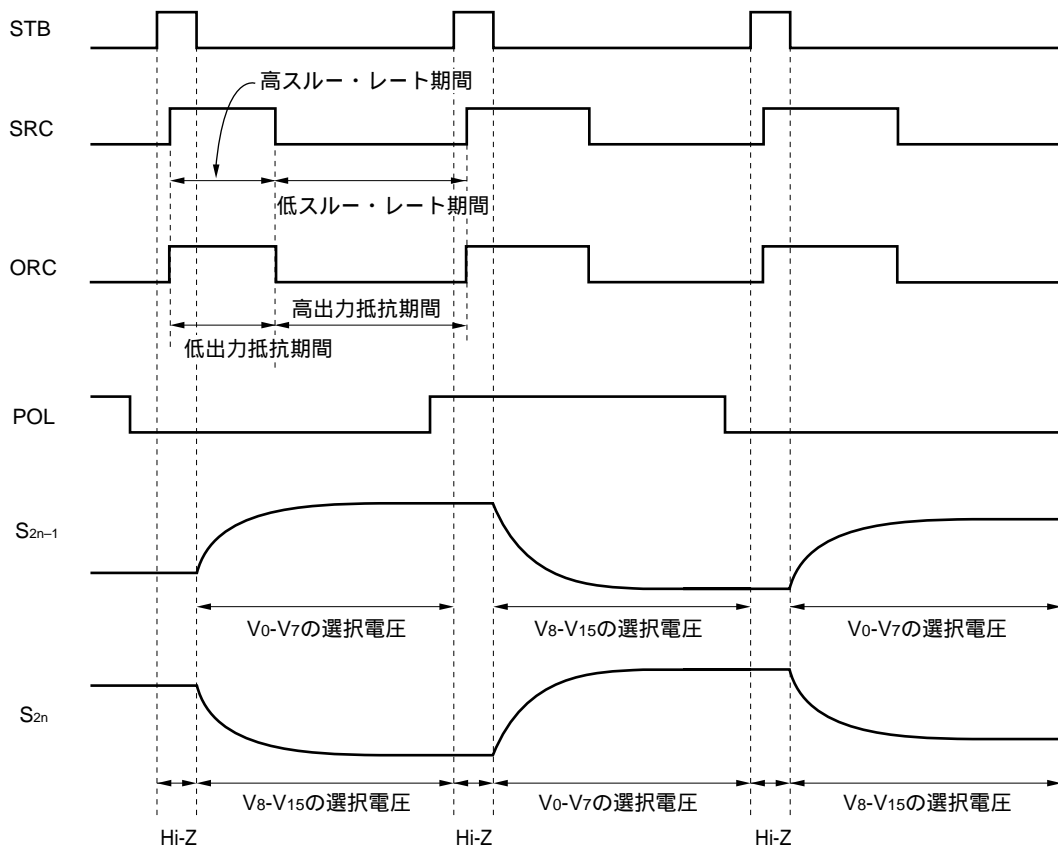 STB
高スルー・レート期間
SRC
低スルー・レート期間
ORC
高出力抵抗期間
低出力抵抗期間
POL
S2n–1
V0-V7の選択電圧
V8-V15の選択電圧
V0-V7の選択電圧
S2n
V8-V15の選択電圧
V0-V7の選択電圧
V8-V15の選択電圧
Hi-Z
Hi-Z
Hi-Z